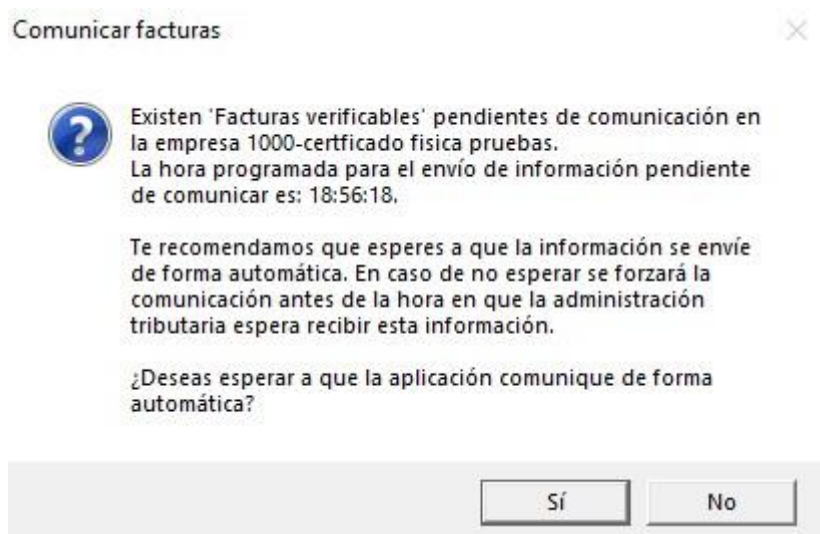 Comunicar facturas
Existen 'Facturas verificables' pendientes de comunicación en
la empresa 1000-certficado fisica pruebas.
La hora programada para el envío de información pendiente
de comunicar es: 18:56:18.
Te recomendamos que esperes a que la información se envíe
de forma automática. En caso de no esperar se forzará la
comunicación antes de la hora en que la administración
tributaria espera recibir esta información.
¿Deseas esperar a que la aplicación comunique de forma
automática?
Sí
No